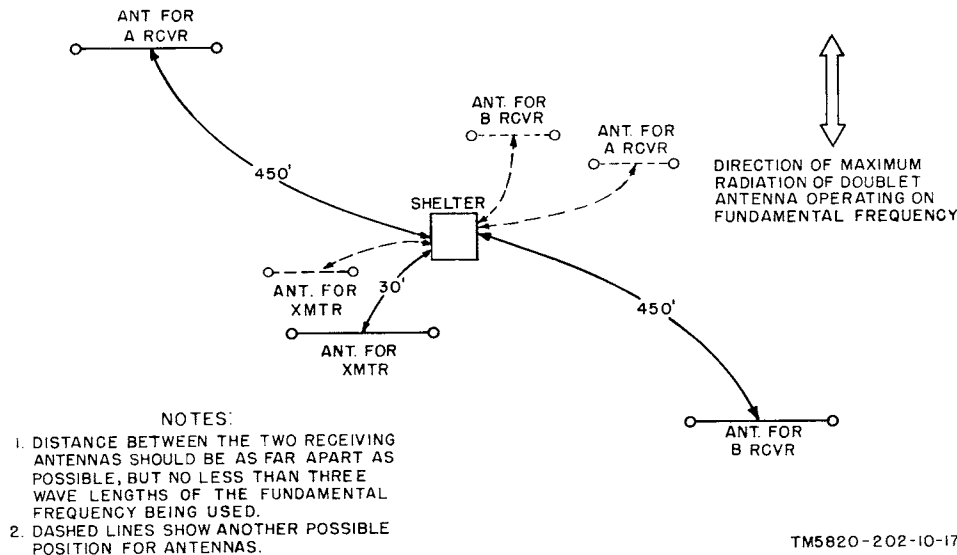 ANT FOR
A RCVR
ANT. FOR
B RCVR
ANT. FOR
A RCVR
450'
SHELTER
DIRECTION OF MAXIMUM
RADIATION OF DOUBLET
ANTENNA OPERATING ON
FUNDAMENTAL FREQUENCY
ANT. FOR
XMTR
30'
450'
ANT. FOR
XMTR
ANT. FOR
B RCVR
NOTES:
1. DISTANCE BETWEEN THE TWO RECEIVING
ANTENNAS SHOULD BE AS FAR APART AS
POSSIBLE, BUT NO LESS THAN THREE
WAVE LENGTHS OF THE FUNDAMENTAL
FREQUENCY BEING USED.
2. DASHED LINES SHOW ANOTHER POSSIBLE
POSITION FOR ANTENNAS.
TM5820-202-10-17